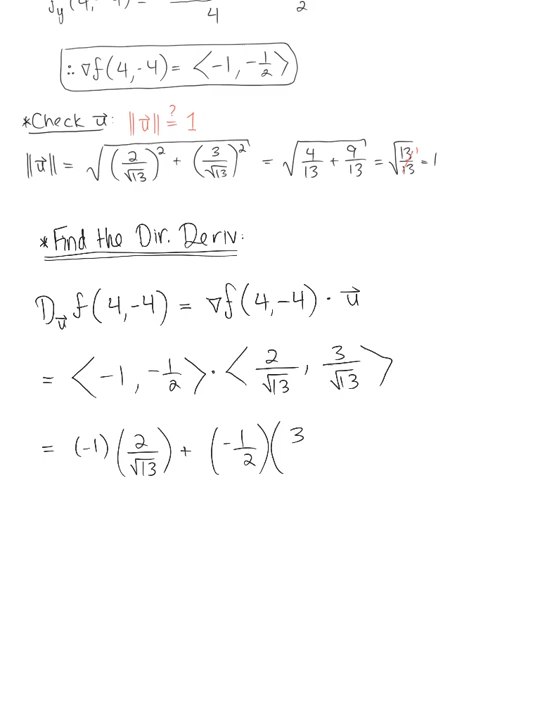 ∴ ∇f(4,-4) = ⟨-1, -1/2⟩
*Check u⃗: ||u⃗|| ?= 1
||u⃗|| = √((2/√13)² + (3/√13)²) = √(4/13 + 9/13) = √(13/13) = 1
*Find the Dir. Deriv.
D_u⃗ f(4,-4) = ∇f(4,-4) · u⃗
= ⟨-1, -1/2⟩ · ⟨2/√13, 3/√13⟩
= (-1)(2/√13) + (-1/2)(3